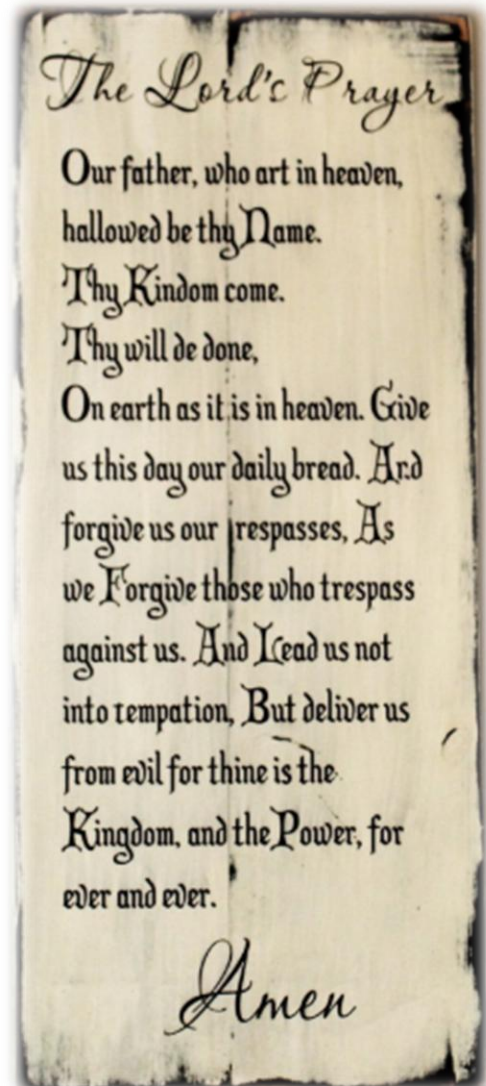 The Lord's Prayer
Our father, who art in heaven,
hallowed be thy Name.
Thy Kindom come.
Thy will de done,
On earth as it is in heaven. Give
us this day our daily bread. And
forgive us our trespasses, As
we Forgive those who trespass
against us. And Lead us not
into tempation, But deliver us
from evil for thine is the
Kingdom, and the Power, for
ever and ever.
Amen